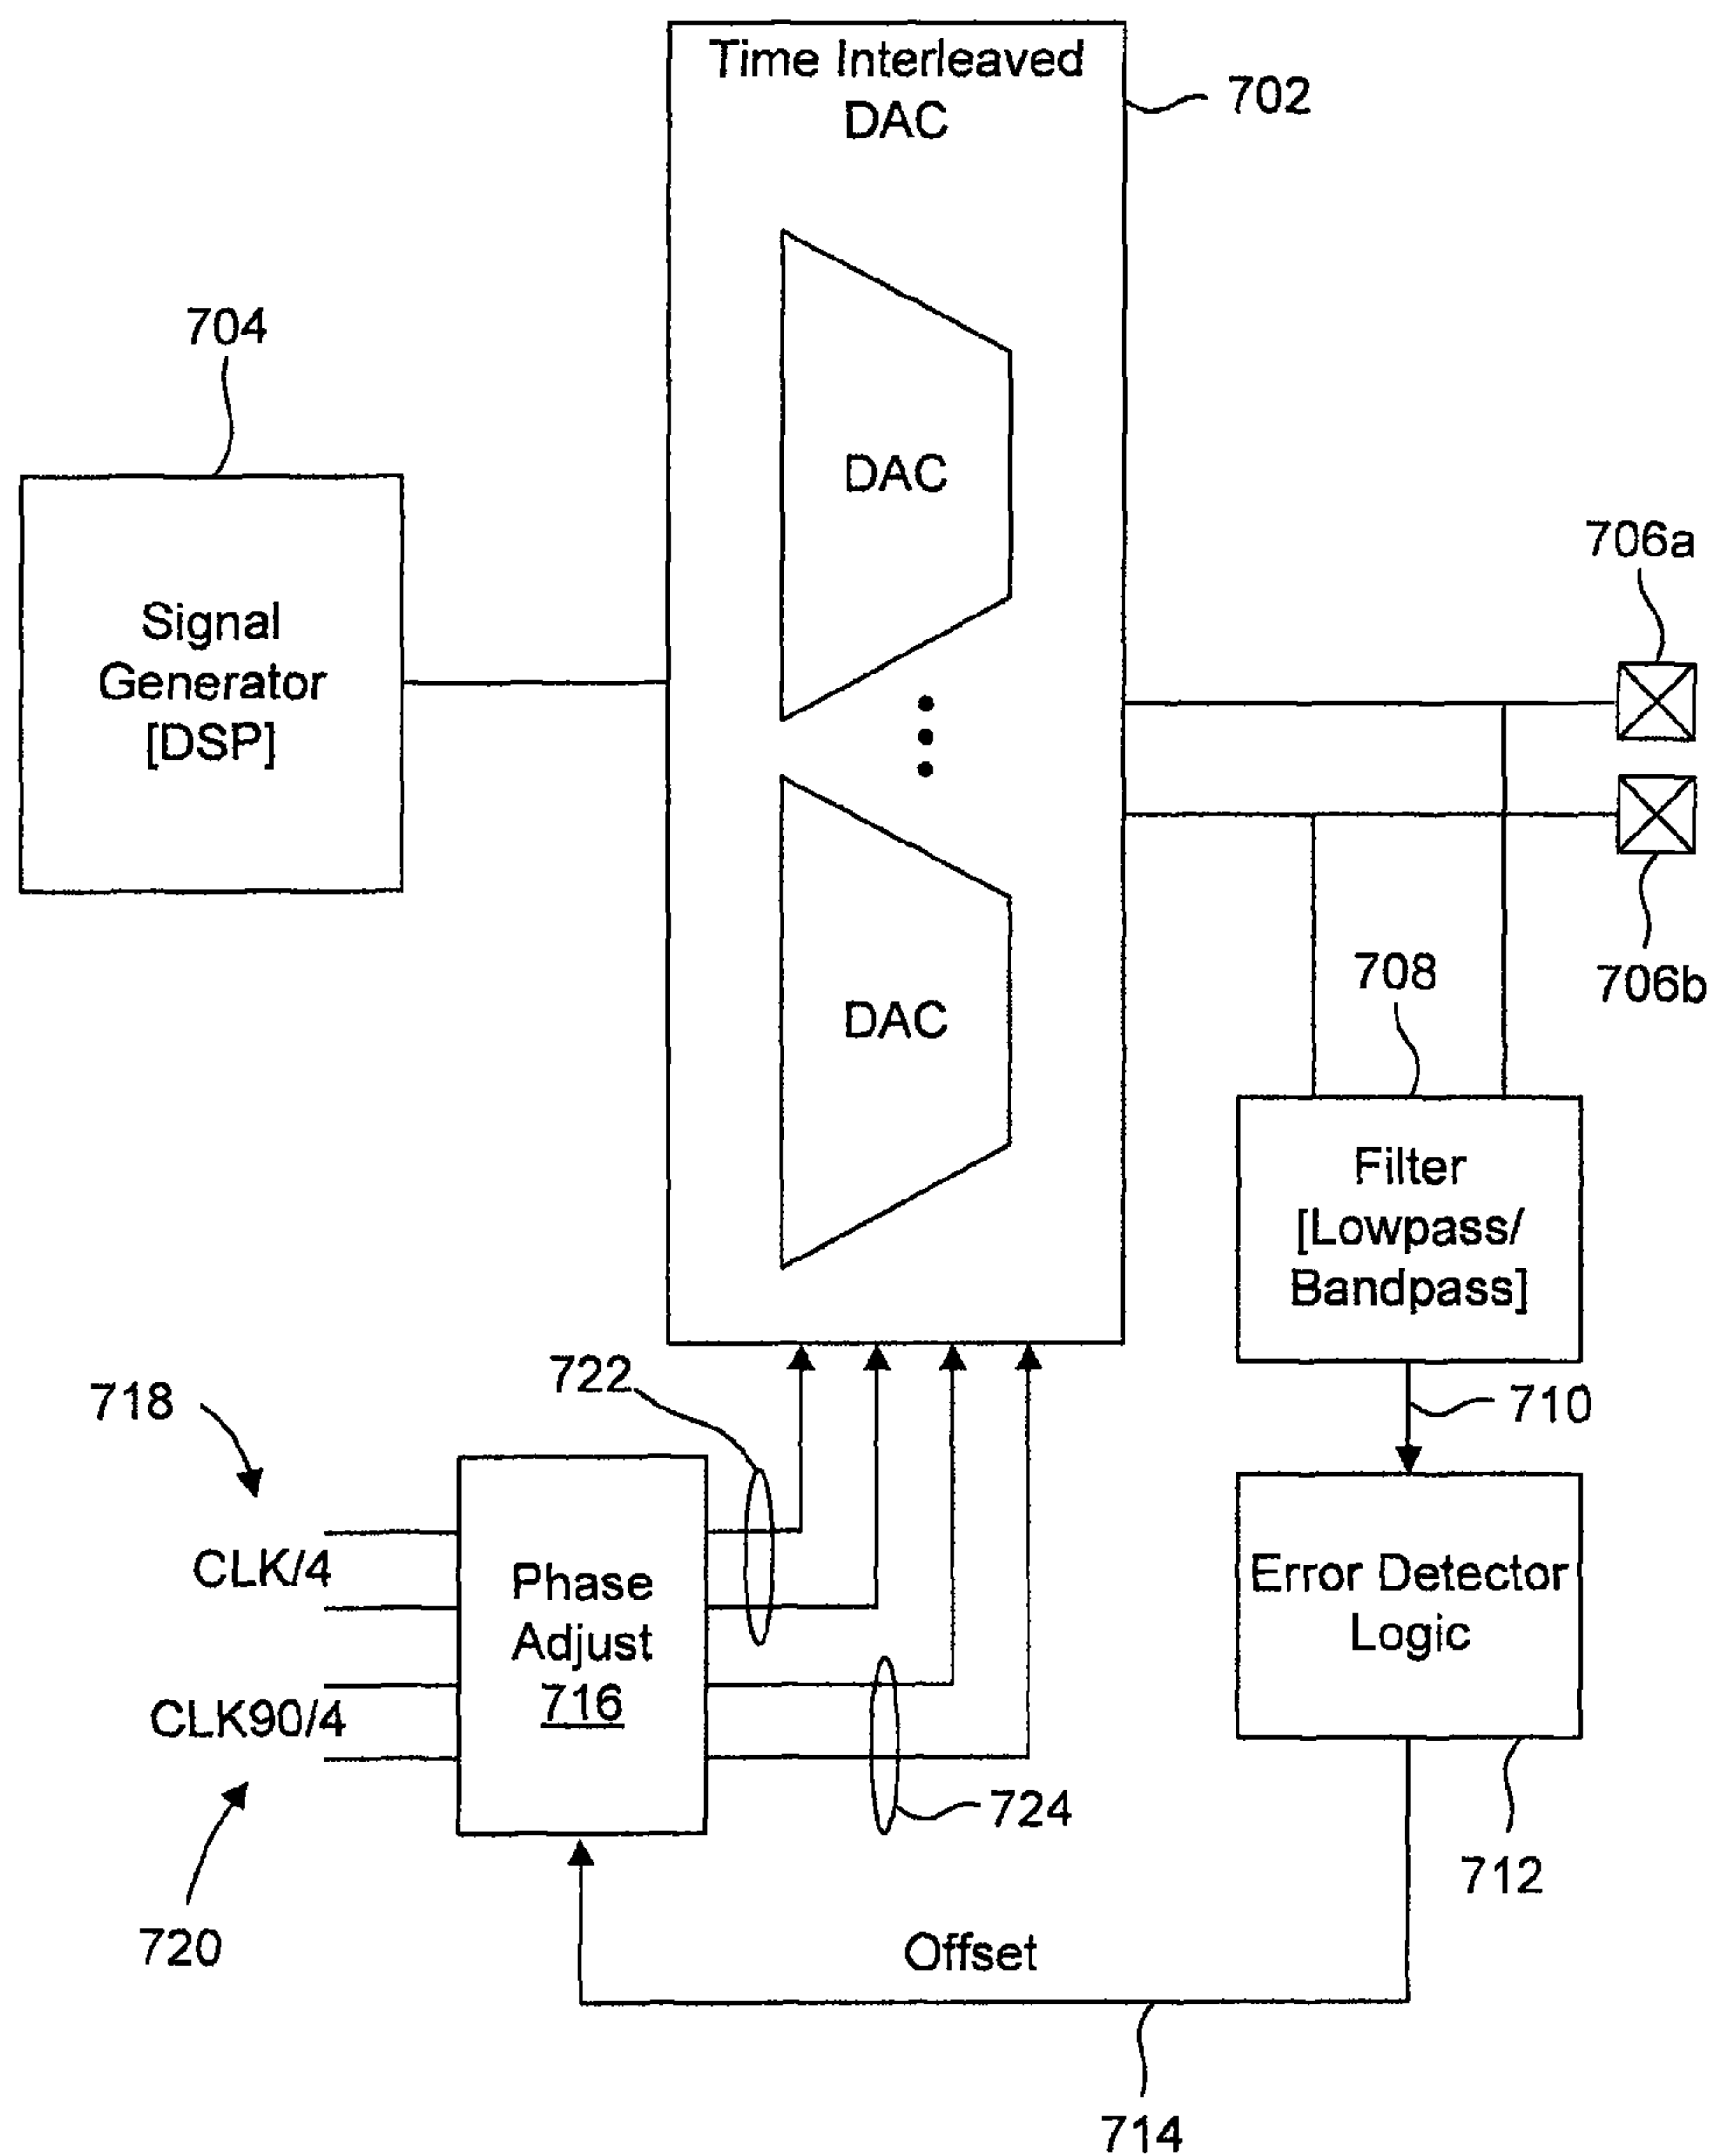 Time Interleaved
DAC
702
704
DAC
Signal
Generator
[DSP]
706a
706b
708
DAC
Filter
[Lowpass/
Bandpass]
710
722
718
CLK/4
Phase
Adjust
716
Error Detector
Logic
CLK90/4
724
712
720
Offset
714